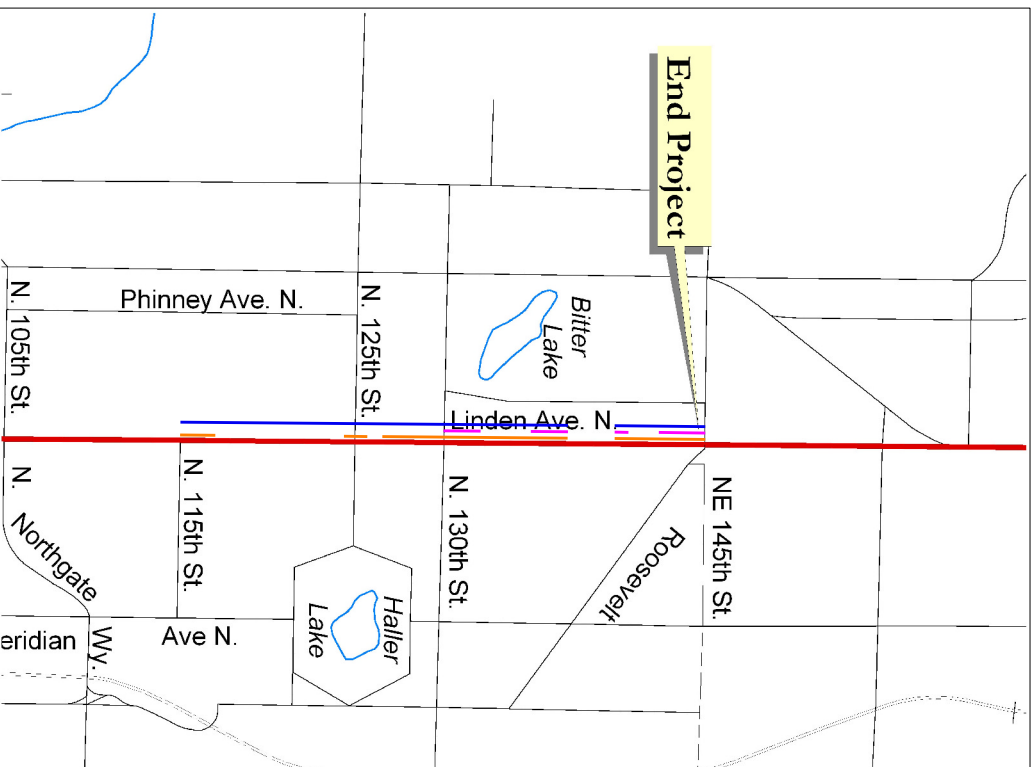 End Project
Phinney Ave. N.
N. 105th St.
N. 125th St.
Bitter
Lake
Linden Ave. N.
N.
Northgate
Wy.
N. 115th St.
N. 130th St.
NE 145th St.
Roosevelt
Haller
Lake
eridian
Ave N.